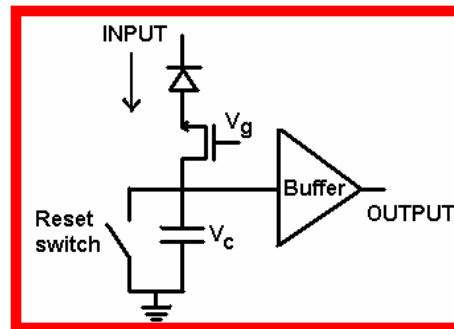 INPUT
Vg
Buffer
OUTPUT
Reset
switch
Vc